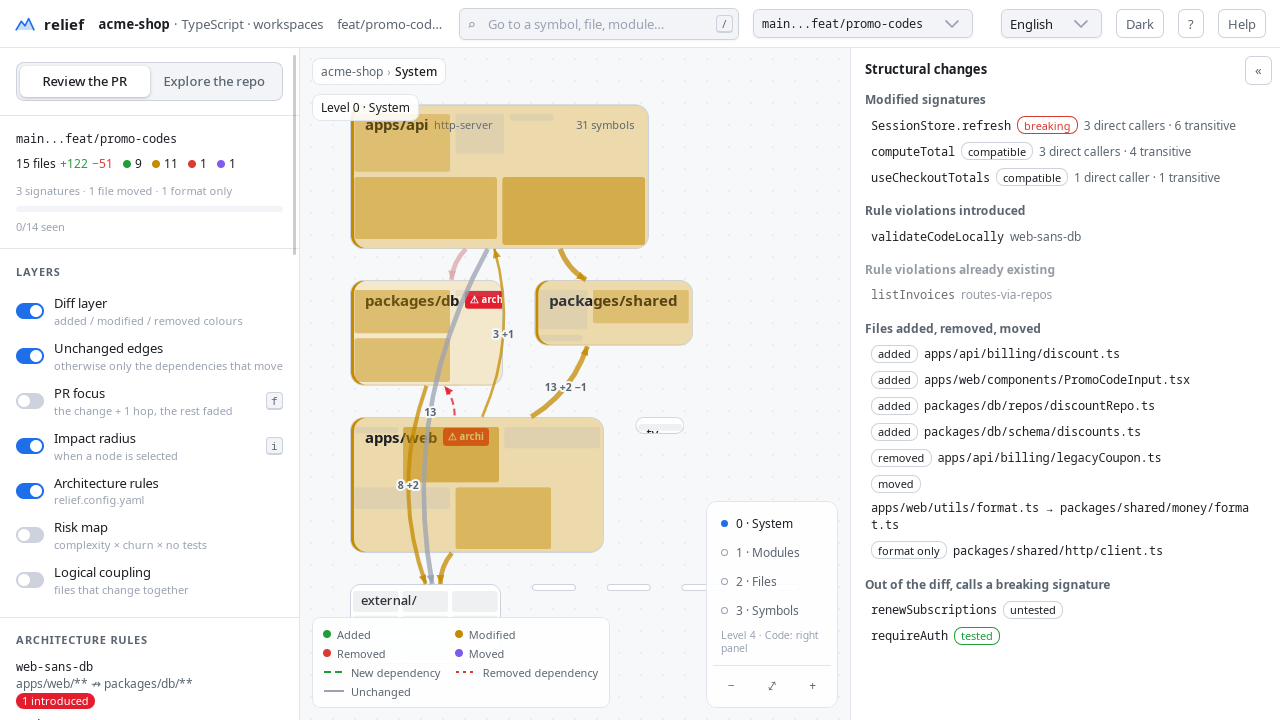 relief acme-shop · TypeScript · workspaces feat/promo-cod... Go to a symbol, file, module... / main...feat/promo-codes English Dark ? Help
Review the PR Explore the repo
main...feat/promo-codes
15 files +122 −51 9 11 1 1
3 signatures · 1 file moved · 1 format only
0/14 seen
LAYERS
Diff layer
added / modified / removed colours
Unchanged edges
otherwise only the dependencies that move
PR focus
the change + 1 hop, the rest faded f
Impact radius
when a node is selected i
Architecture rules
relief.config.yaml
Risk map
complexity × churn × no tests
Logical coupling
files that change together
ARCHITECTURE RULES
web-sans-db
apps/web/** ↛ packages/db/**
1 introduced
acme-shop › System
Level 0 · System
apps/api http-server 31 symbols
packages/db ⚠ arch
packages/shared
3 +1
13 +2 −1
13
apps/web ⚠ archi
8 +2
external/
Added Modified
Removed Moved
New dependency Removed dependency
Unchanged
0 · System
1 · Modules
2 · Files
3 · Symbols
Level 4 · Code: right
panel
− ⤢ +
Structural changes «
Modified signatures
SessionStore.refresh breaking 3 direct callers · 6 transitive
computeTotal compatible 3 direct callers · 4 transitive
useCheckoutTotals compatible 1 direct caller · 1 transitive
Rule violations introduced
validateCodeLocally web-sans-db
Rule violations already existing
listInvoices routes-via-repos
Files added, removed, moved
added apps/api/billing/discount.ts
added apps/web/components/PromoCodeInput.tsx
added packages/db/repos/discountRepo.ts
added packages/db/schema/discounts.ts
removed apps/api/billing/legacyCoupon.ts
moved
apps/web/utils/format.ts → packages/shared/money/forma
t.ts
format only packages/shared/http/client.ts
Out of the diff, calls a breaking signature
renewSubscriptions untested
requireAuth tested